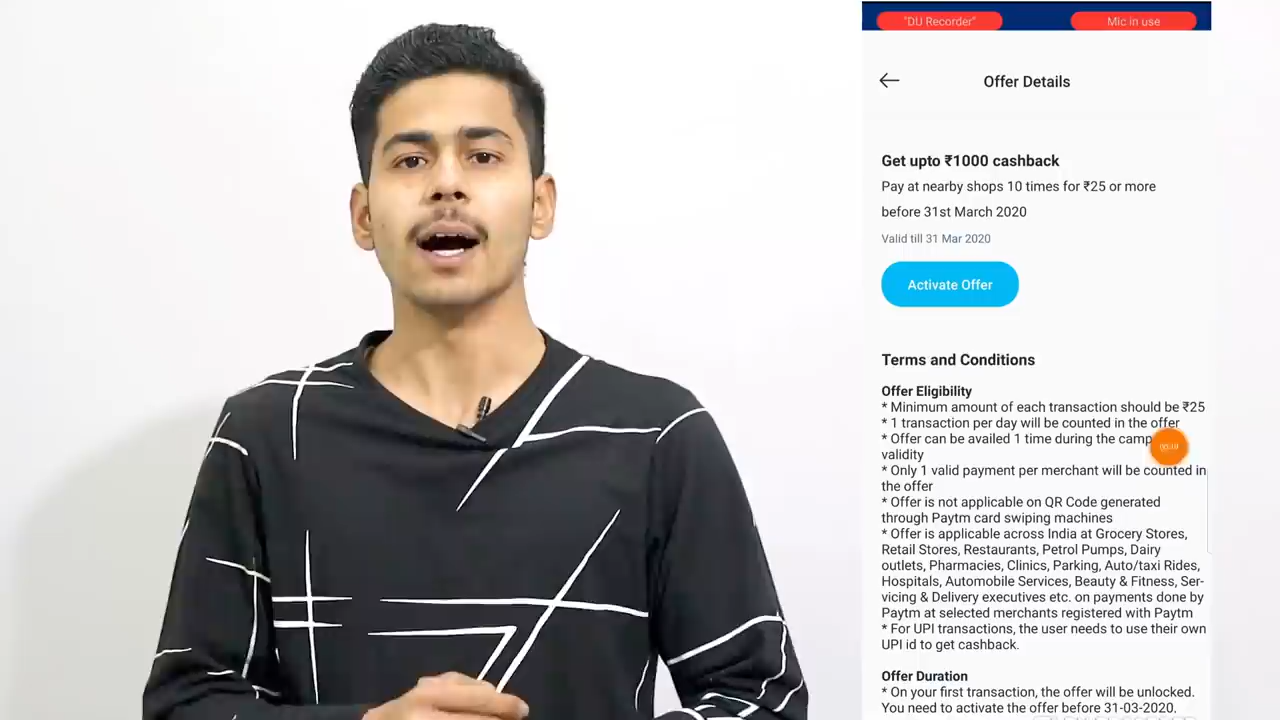 "DU Recorder"
Mic in use
Offer Details
Get upto ₹1000 cashback
Pay at nearby shops 10 times for ₹25 or more
before 31st March 2020
Valid till 31 Mar 2020
Activate Offer
Terms and Conditions
Offer Eligibility
* Minimum amount of each transaction should be ₹25
* 1 transaction per day will be counted in the offer
* Offer can be availed 1 time during the camp
validity
* Only 1 valid payment per merchant will be counted in
the offer
* Offer is not applicable on QR Code generated
through Paytm card swiping machines
* Offer is applicable across India at Grocery Stores,
Retail Stores, Restaurants, Petrol Pumps, Dairy
outlets, Pharmacies, Clinics, Parking, Auto/taxi Rides,
Hospitals, Automobile Services, Beauty & Fitness, Ser-
vicing & Delivery executives etc. on payments done by
Paytm at selected merchants registered with Paytm
* For UPI transactions, the user needs to use their own
UPI id to get cashback.
Offer Duration
* On your first transaction, the offer will be unlocked.
You need to activate the offer before 31-03-2020.